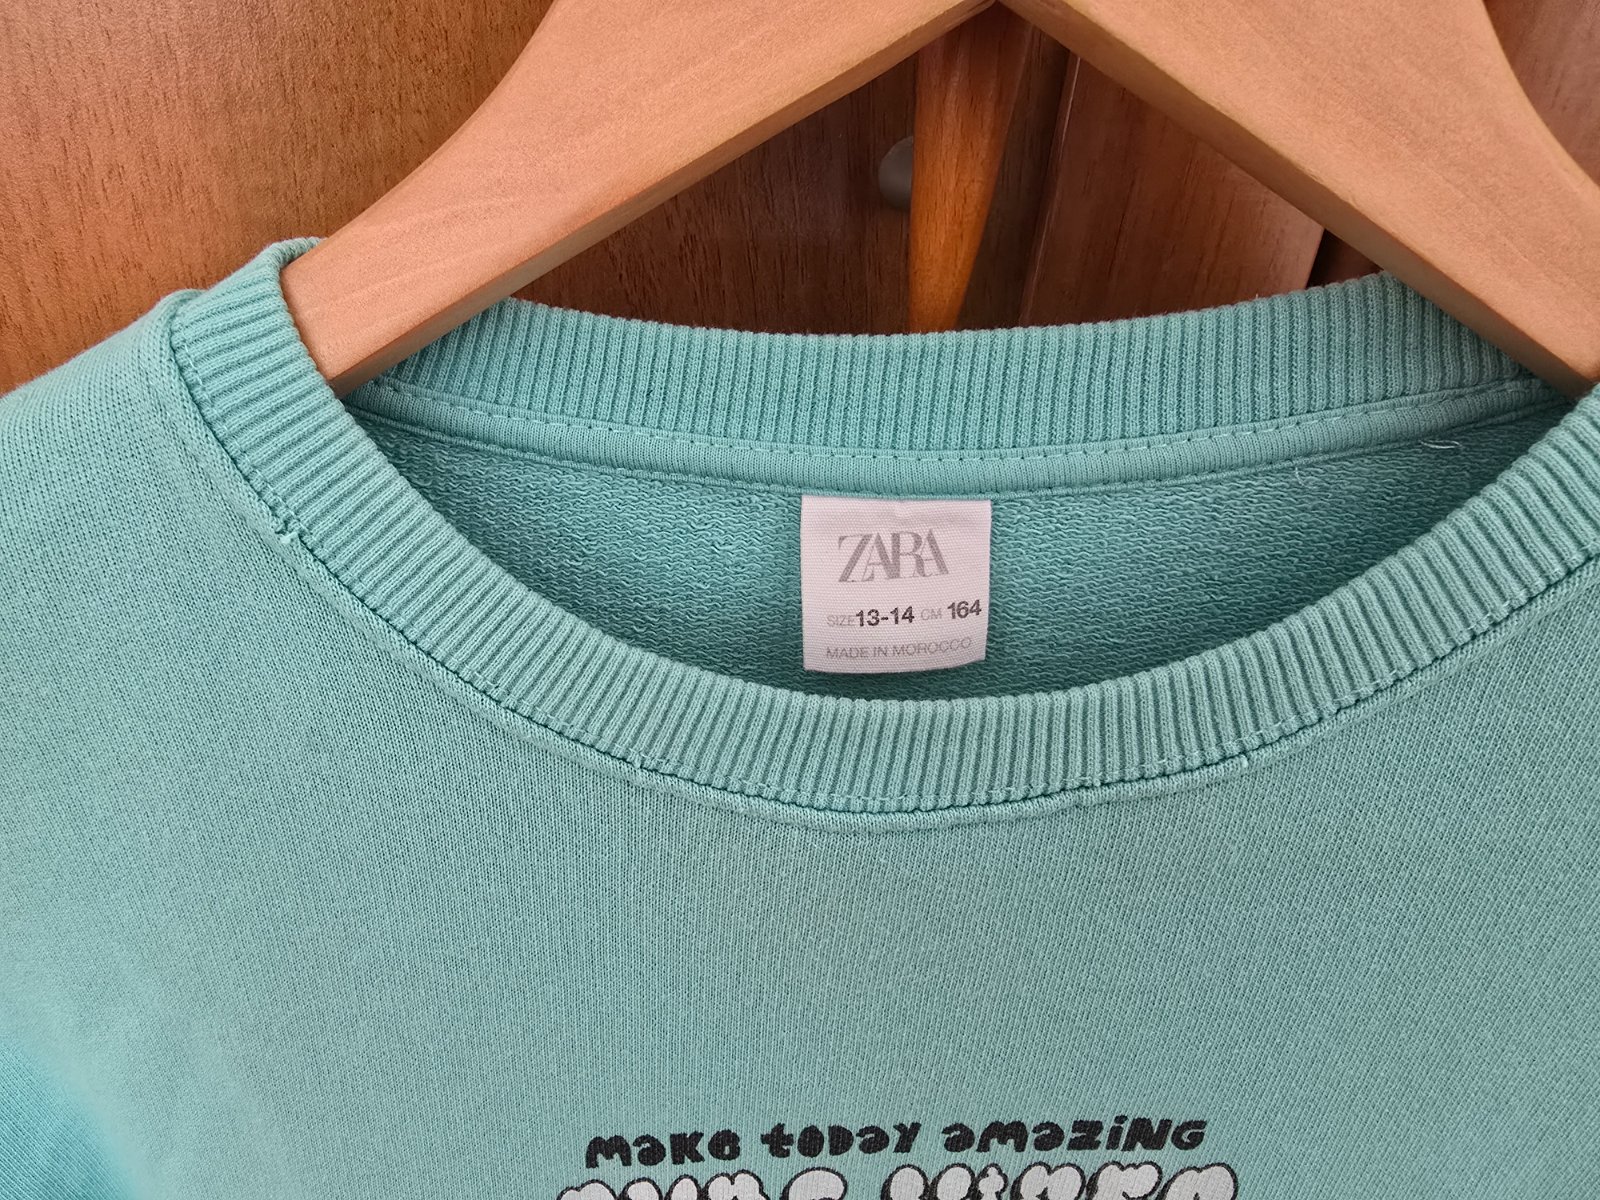 ZARA
SIZE 13-14 CM 164
MADE IN MOROCCO
make today amazing